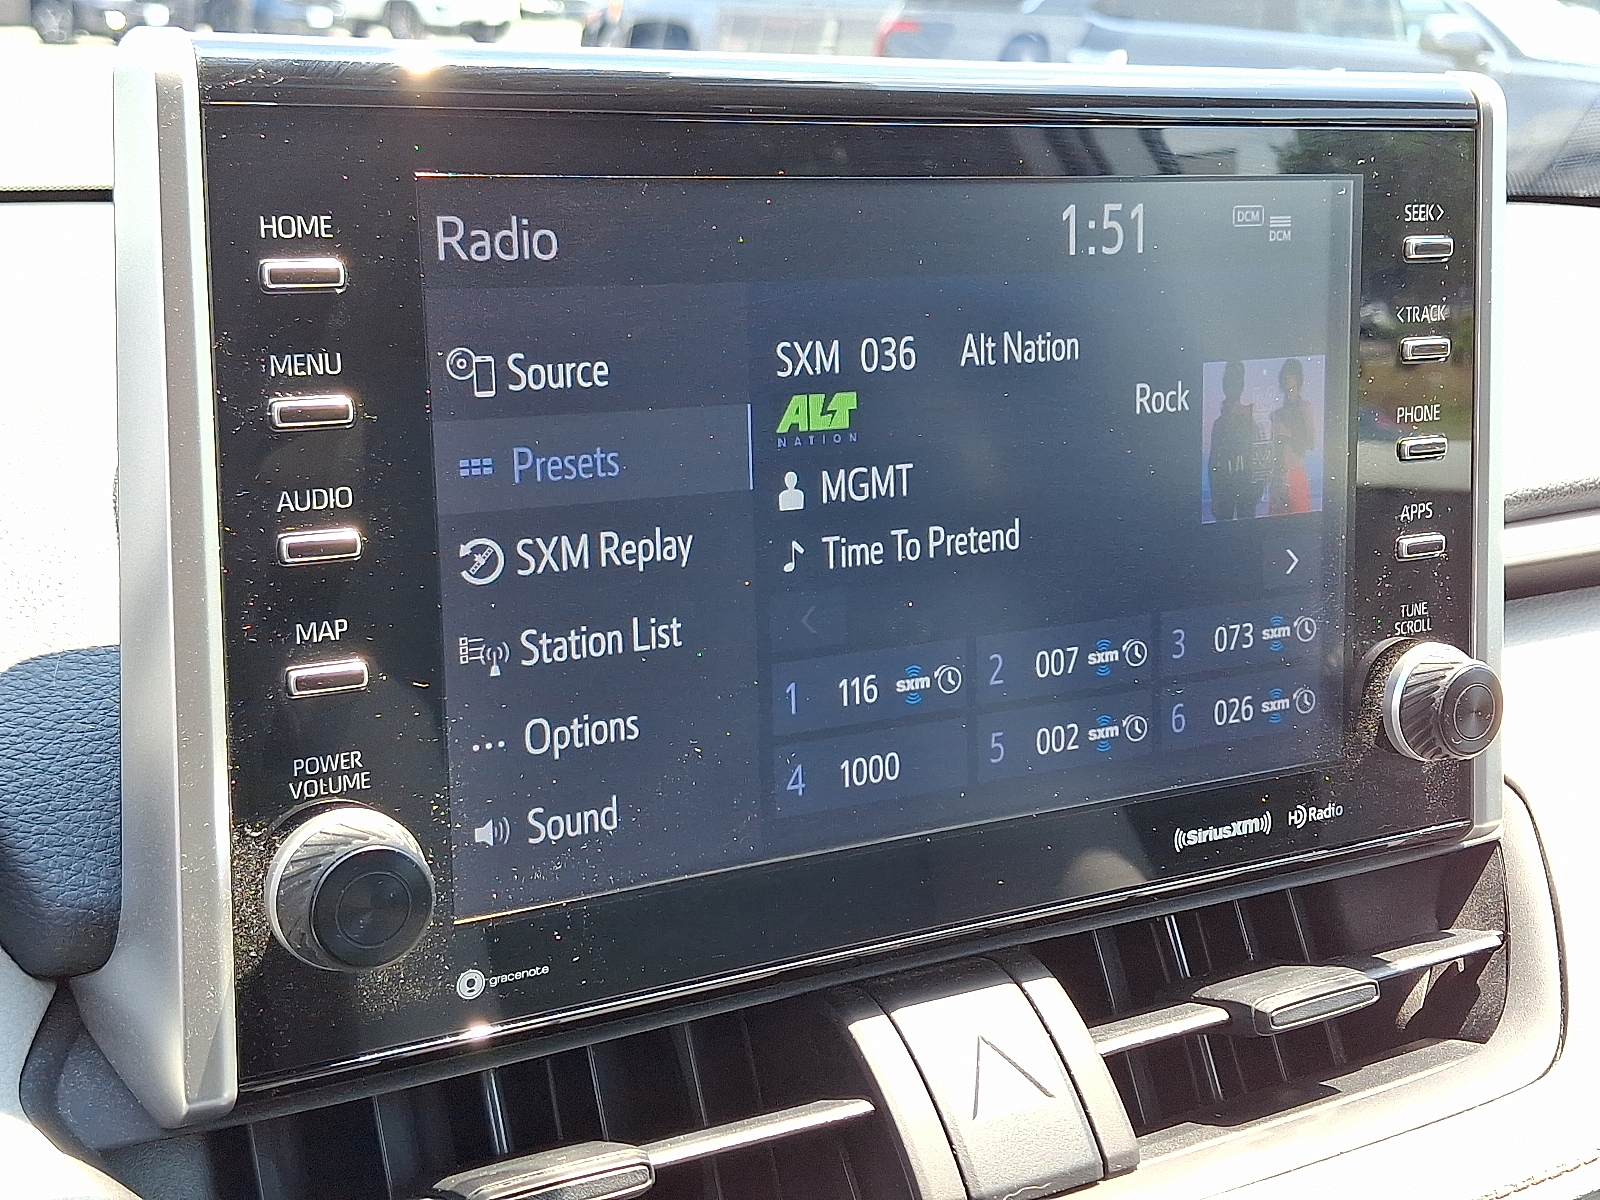 HOME
MENU
AUDIO
MAP
POWER
VOLUME
Radio
1:51
DCM
DCM
Source
Presets
SXM Replay
Station List
Options
Sound
SXM 036 Alt Nation
Rock
ALT
NATION
MGMT
Time To Pretend
1 116 sxm
2 007 sxm
3 073 sxm
4 1000
5 002 sxm
6 026 sxm
SEEK>
<TRACK
PHONE
APPS
TUNE
SCROLL
gracenote
((SiriusXM))
HD Radio